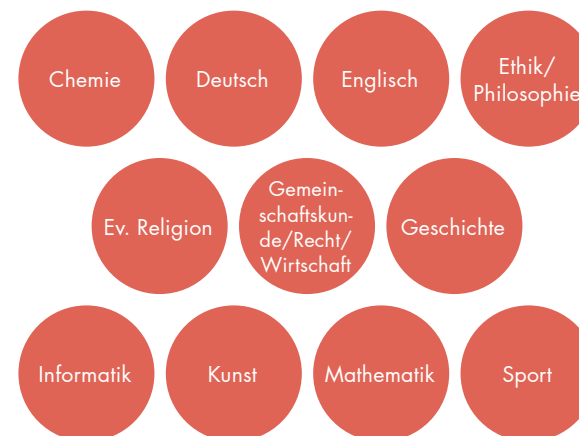 Chemie
Deutsch
Englisch
Ethik/
Philosophie
Ev. Religion
Gemein-
schaftskun-
de/Recht/
Wirtschaft
Geschichte
Informatik
Kunst
Mathematik
Sport